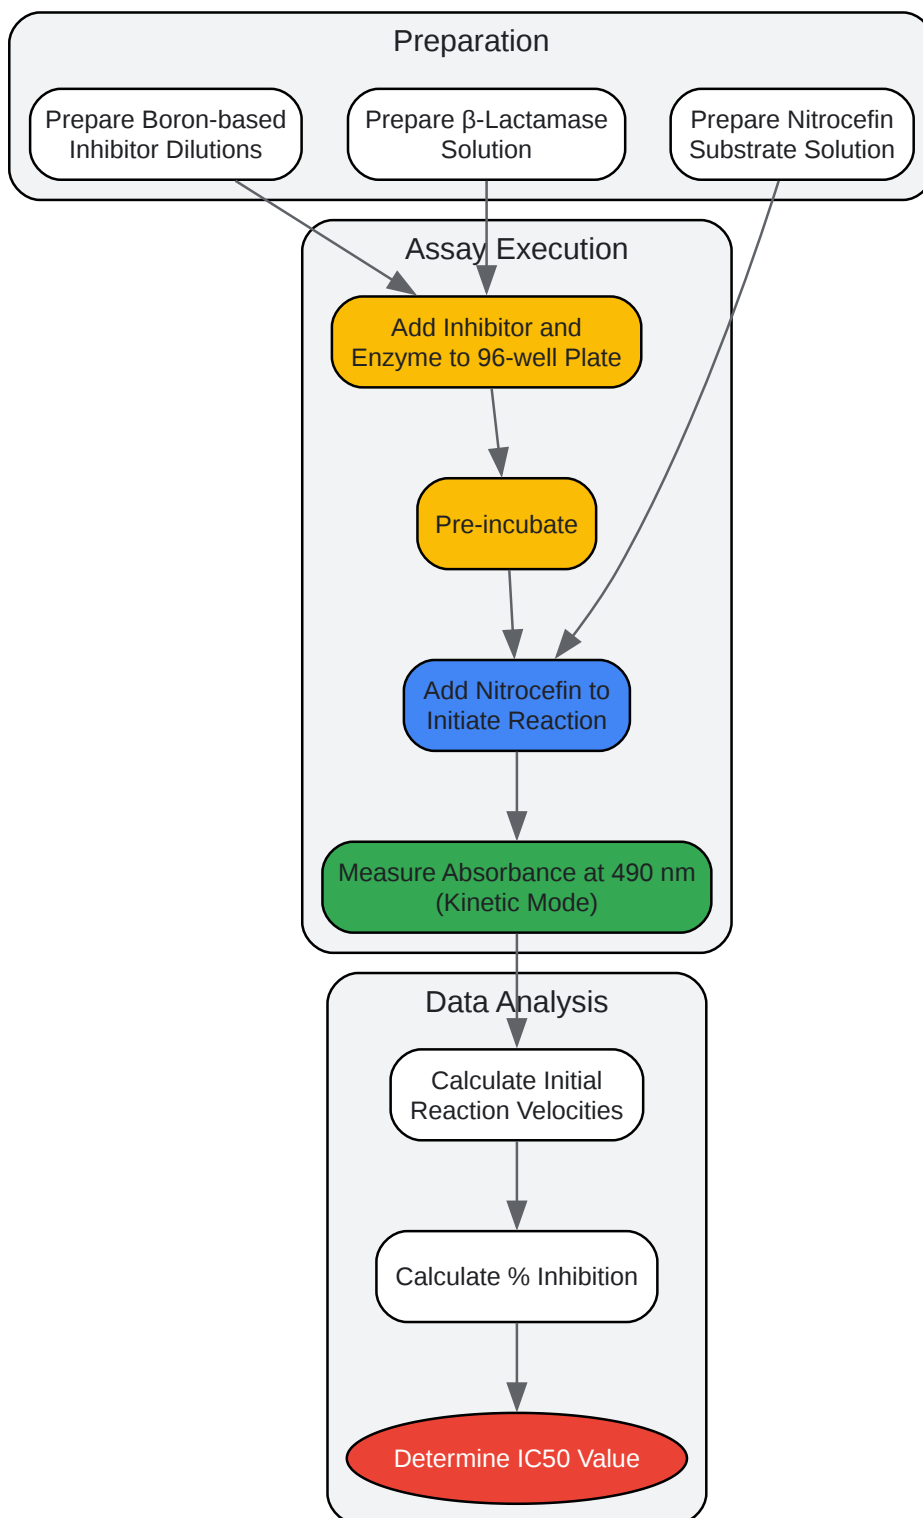 Preparation
Prepare Boron-based
Inhibitor Dilutions
Prepare β-Lactamase
Solution
Prepare Nitrocefin
Substrate Solution
Assay Execution
Add Inhibitor and
Enzyme to 96-well Plate
Pre-incubate
Add Nitrocefin to
Initiate Reaction
Measure Absorbance at 490 nm
(Kinetic Mode)
Data Analysis
Calculate Initial
Reaction Velocities
Calculate % Inhibition
Determine IC50 Value